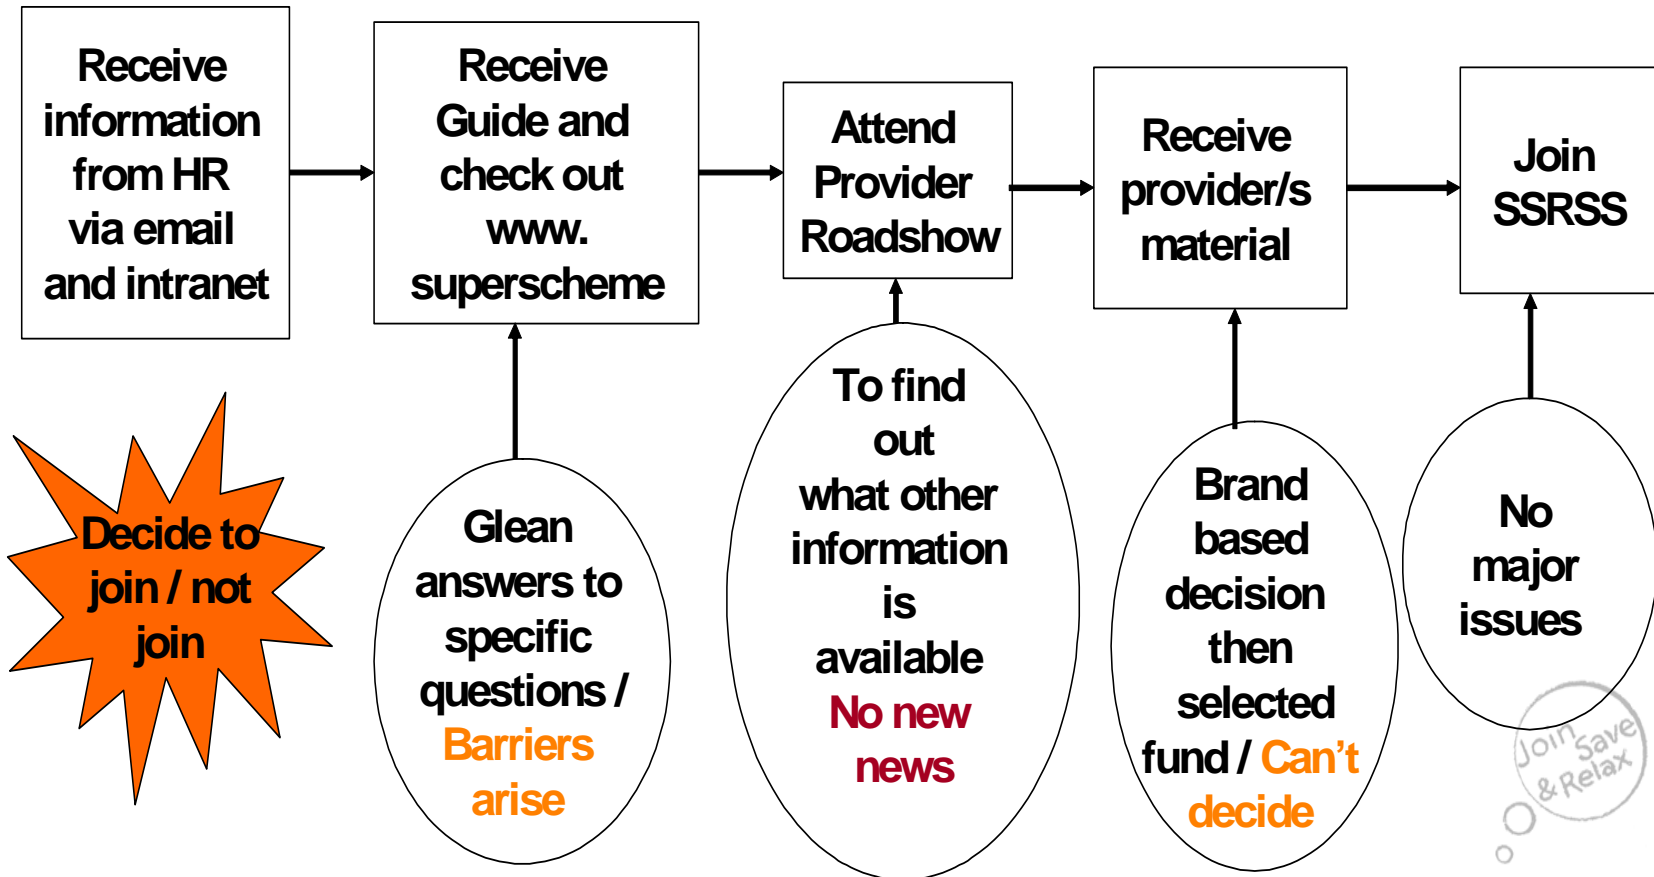 Receive
information
from HR
via email
and intranet
Receive
Guide and
check out
www.
superscheme
Attend
Provider
Roadshow
Receive
provider/s
material
Join
SSRSS
Decide to
join / not
join
Glean
answers to
specific
questions /
Barriers
arise
To find
out
what other
information
is
available
No new
news
Brand
based
decision
then
selected
fund / Can't
decide
No
major
issues
Join
Save
& Relax